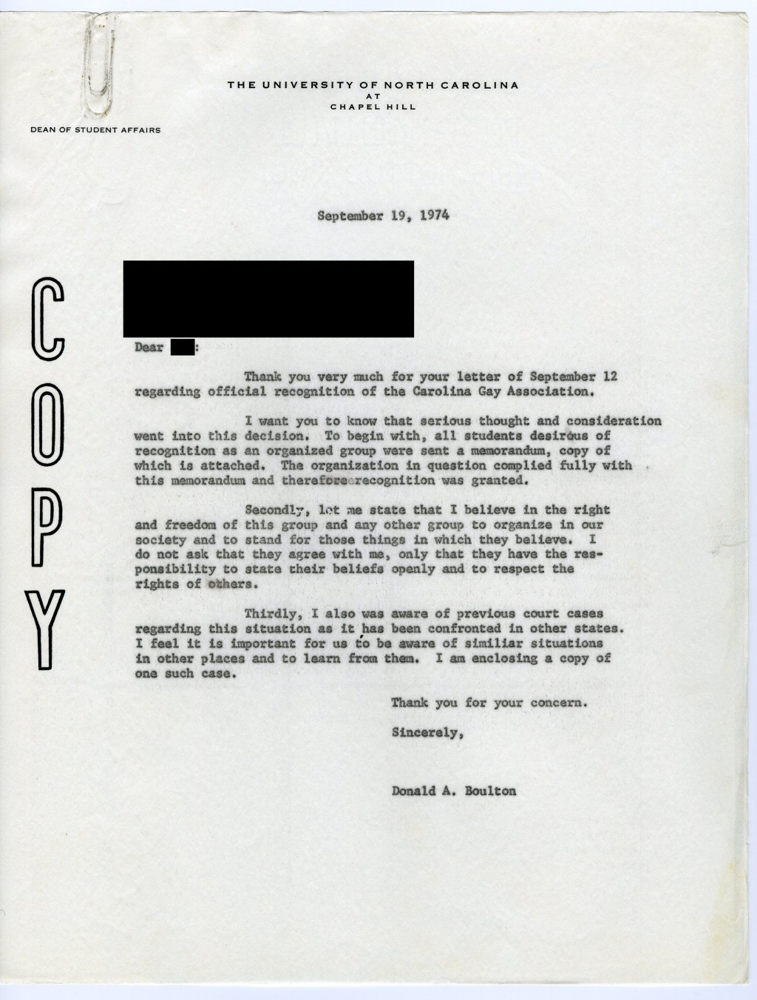 THE UNIVERSITY OF NORTH CAROLINA
AT
CHAPEL HILL
DEAN OF STUDENT AFFAIRS
September 19, 1974
COPY
Dear :
Thank you very much for your letter of September 12
regarding official recognition of the Carolina Gay Association.
I want you to know that serious thought and consideration
went into this decision. To begin with, all students desirous of
recognition as an organized group were sent a memorandum, copy of
which is attached. The organization in question complied fully with
this memorandum and therefore recognition was granted.
Secondly, let me state that I believe in the right
and freedom of this group and any other group to organize in our
society and to stand for those things in which they believe. I
do not ask that they agree with me, only that they have the res-
ponsibility to state their beliefs openly and to respect the
rights of others.
Thirdly, I also was aware of previous court cases
regarding this situation as it has been confronted in other states.
I feel it is important for us to be aware of similiar situations
in other places and to learn from them. I am enclosing a copy of
one such case.
Thank you for your concern.
Sincerely,
Donald A. Boulton